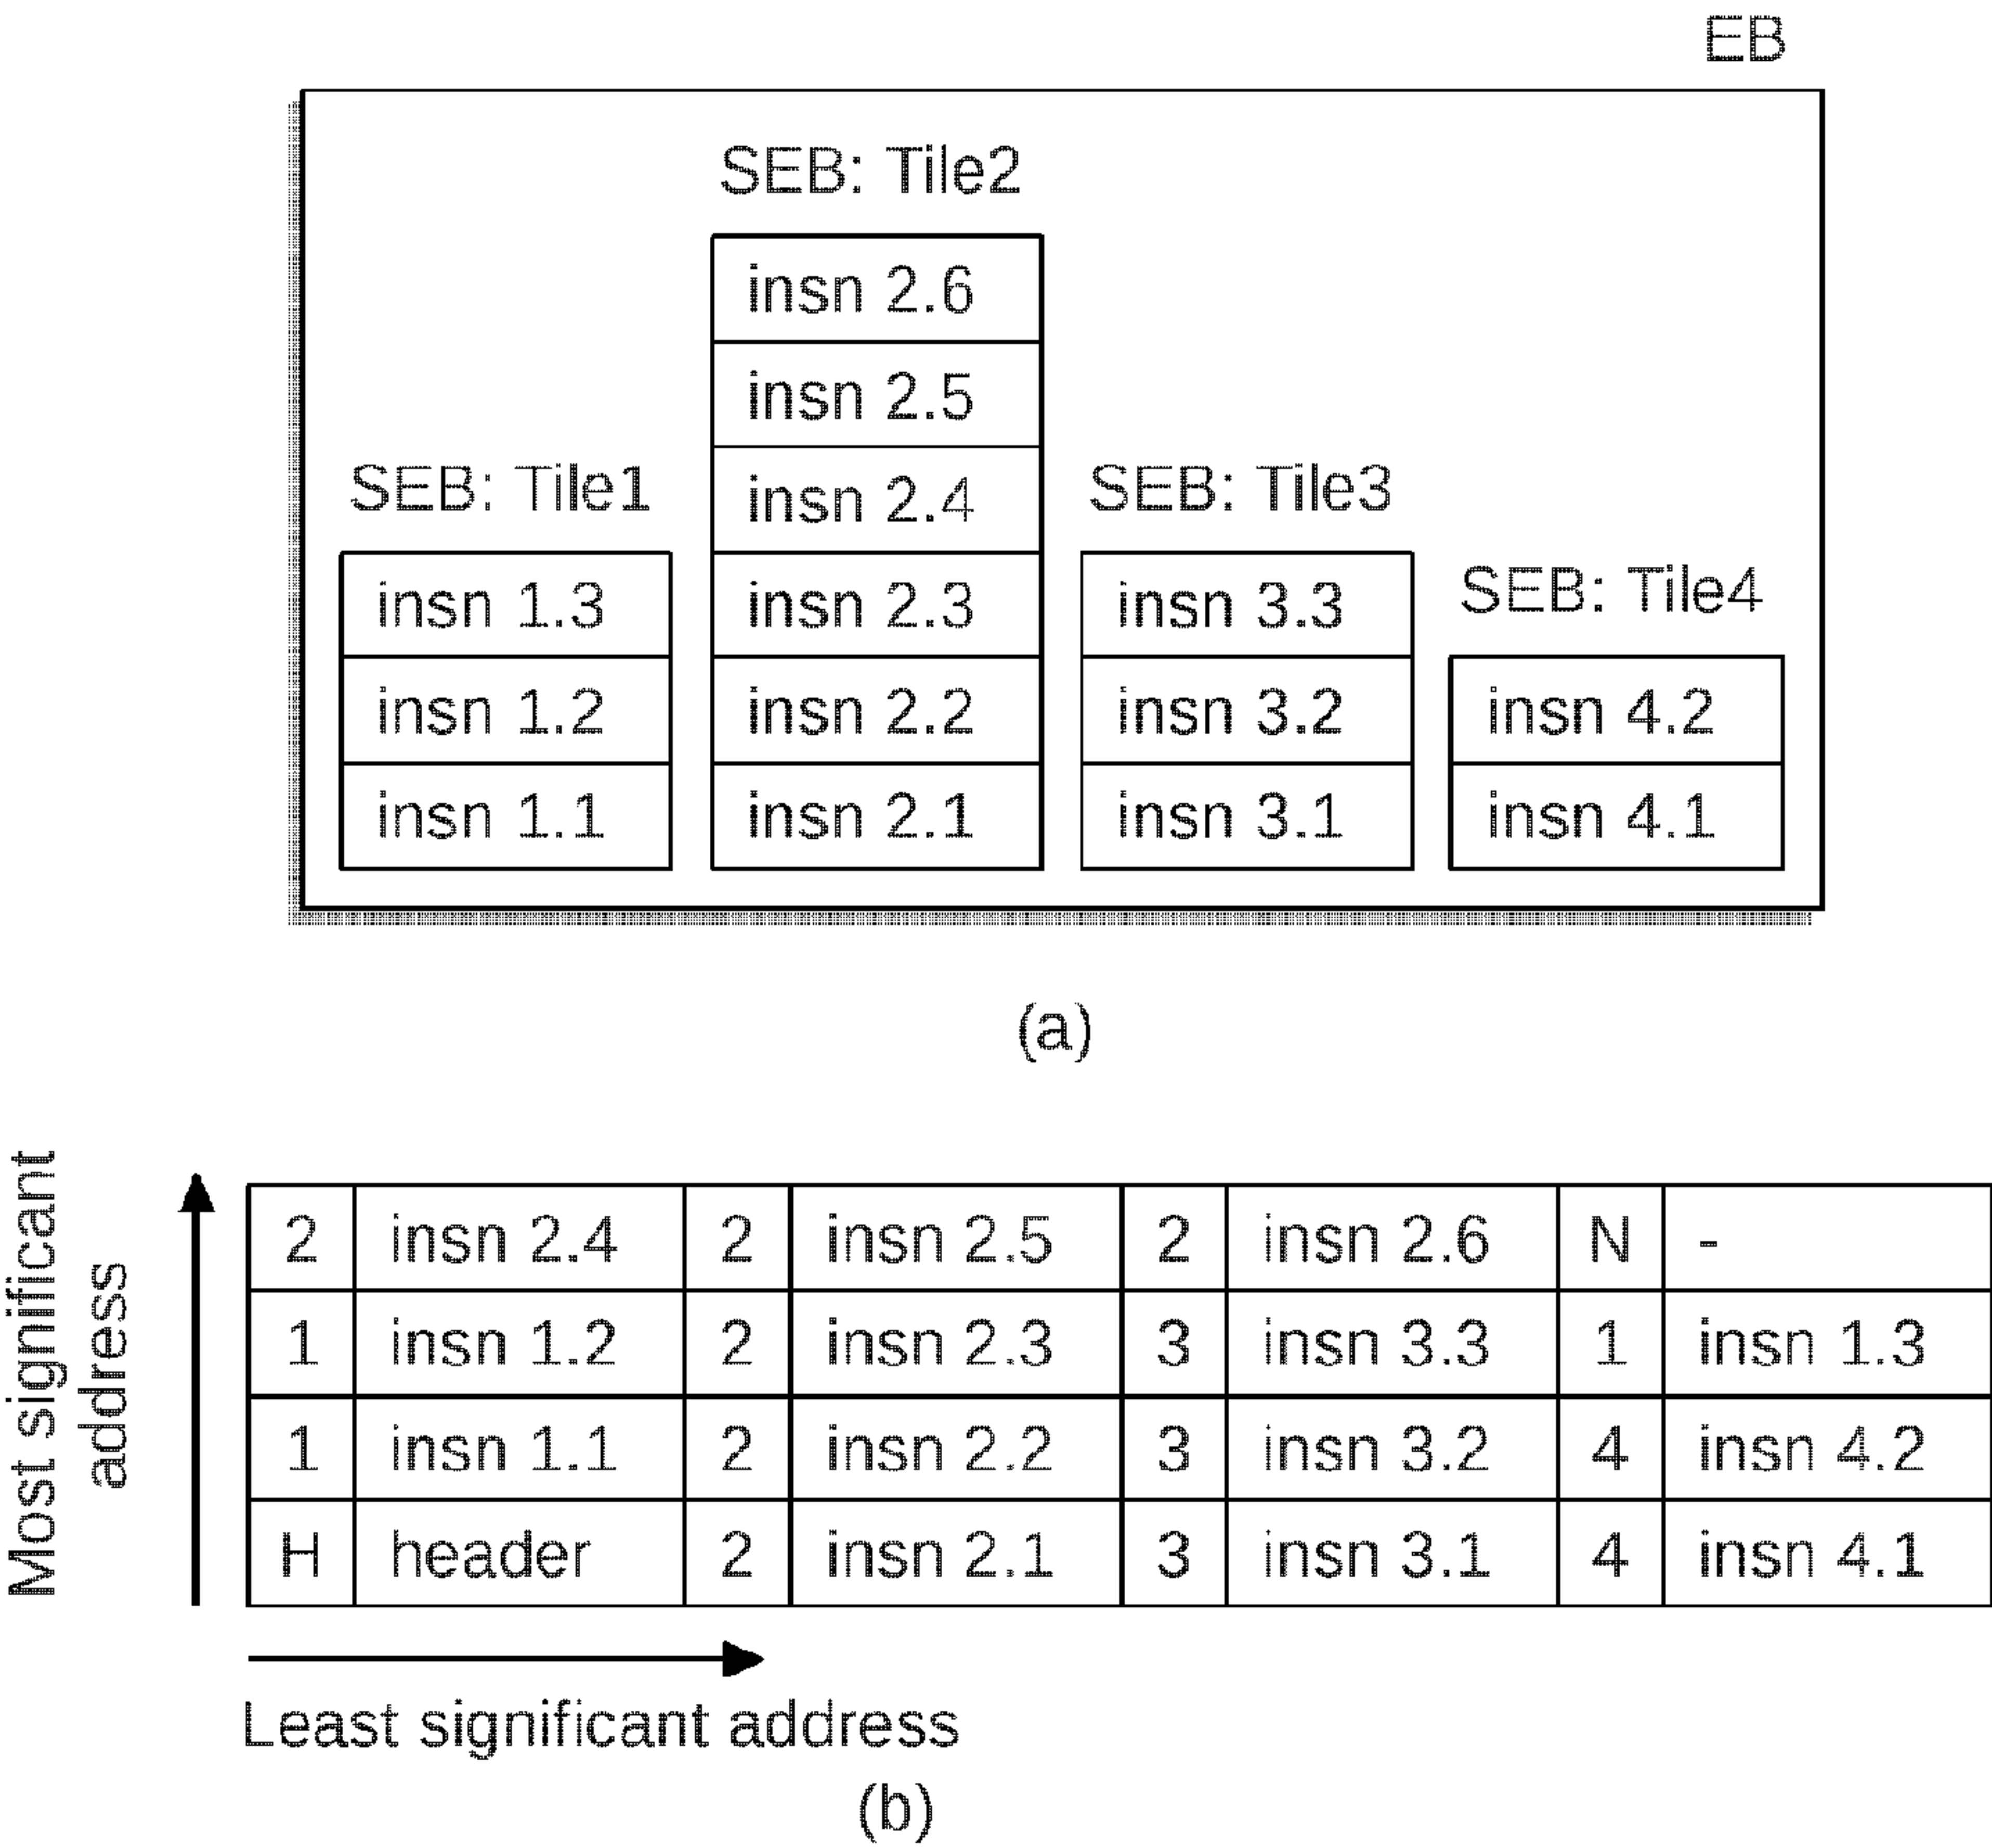 EB
SEB: Tile2
insn 2.6
insn 2.5
SEB: Tile1 insn 2.4 SEB: Tile3
insn 1.3 insn 2.3 insn 3.3 SEB: Tile4
insn 1.2 insn 2.2 insn 3.2 insn 4.2
insn 1.1 insn 2.1 insn 3.1 insn 4.1
(a)
Most significant
address
2 insn 2.4 2 insn 2.5 2 insn 2.6 N -
1 insn 1.2 2 insn 2.3 3 insn 3.3 1 insn 1.3
1 insn 1.1 2 insn 2.2 3 insn 3.2 4 insn 4.2
H header 2 insn 2.1 3 insn 3.1 4 insn 4.1
Least significant address
(b)